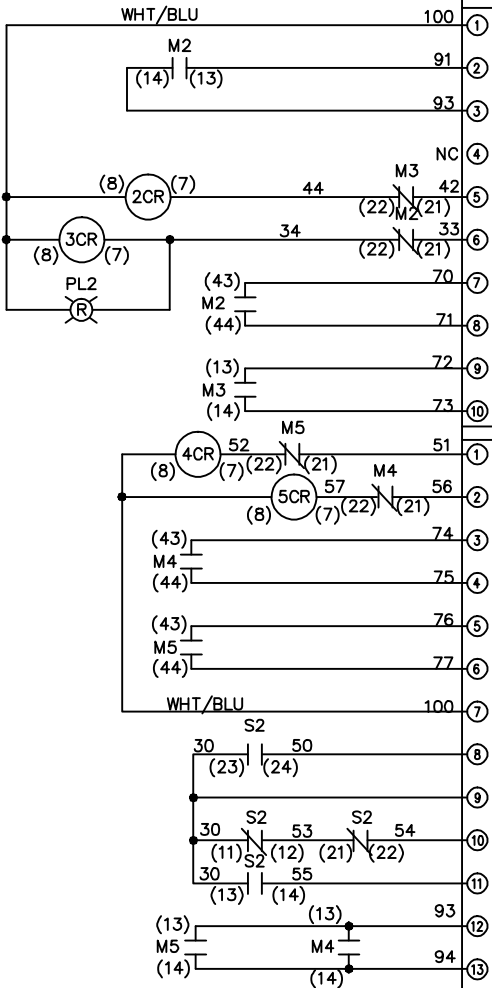 WHT/BLU 100 1
M2 91 2
(14) (13)
93 3
NC 4
M3
(8) 2CR (7) 44 42 5
(22) (21)
M2
(8) 3CR (7) 34 33 6
(22) (21)
PL2
R
(43) 70 7
M2
(44) 71 8
(13) 72 9
M3
(14) 73 10
M5
4CR 52 51 1
(8) (7) (22) (21)
M4
5CR 57 56 2
(8) (7) (22) (21)
(43) 74 3
M4
(44) 75 4
(43) 76 5
M5
(44) 77 6
WHT/BLU 100 7
S2
30 50 8
(23) (24)
9
S2 S2
30 53 54 10
(11) (12) (21) (22)
S2
30 55 11
(13) (14)
(13) (13) 93 12
M5 M4
(14) (14) 94 13